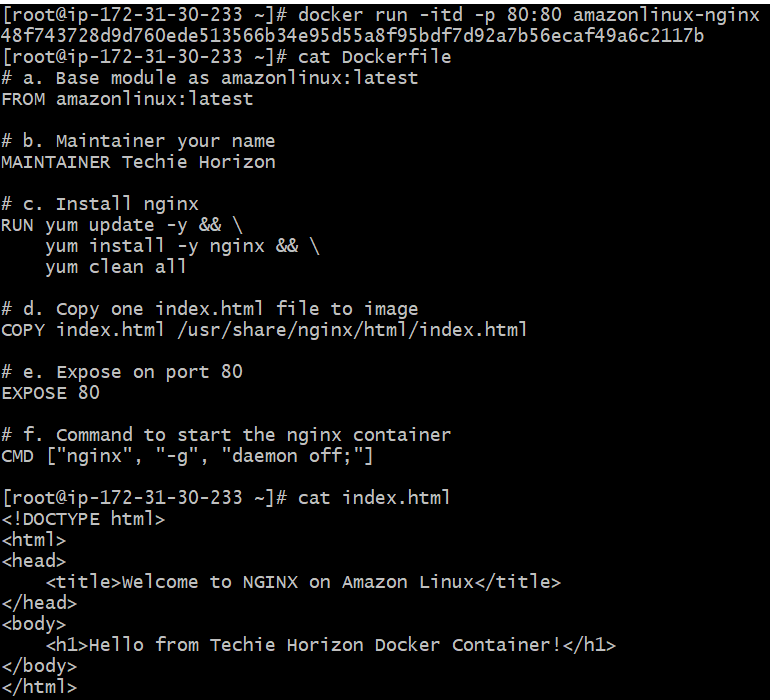 [root@ip-172-31-30-233 ~]# docker run -itd -p 80:80 amazonlinux-nginx
48f743728d9d760ede513566b34e95d55a8f95bdf7d92a7b56ecaf49a6c2117b
[root@ip-172-31-30-233 ~]# cat Dockerfile
# a. Base module as amazonlinux:latest
FROM amazonlinux:latest

# b. Maintainer your name
MAINTAINER Techie Horizon

# c. Install nginx
RUN yum update -y && \
    yum install -y nginx && \
    yum clean all

# d. Copy one index.html file to image
COPY index.html /usr/share/nginx/html/index.html

# e. Expose on port 80
EXPOSE 80

# f. Command to start the nginx container
CMD ["nginx", "-g", "daemon off;"]

[root@ip-172-31-30-233 ~]# cat index.html
<!DOCTYPE html>
<html>
<head>
    <title>Welcome to NGINX on Amazon Linux</title>
</head>
<body>
    <h1>Hello from Techie Horizon Docker Container!</h1>
</body>
</html>